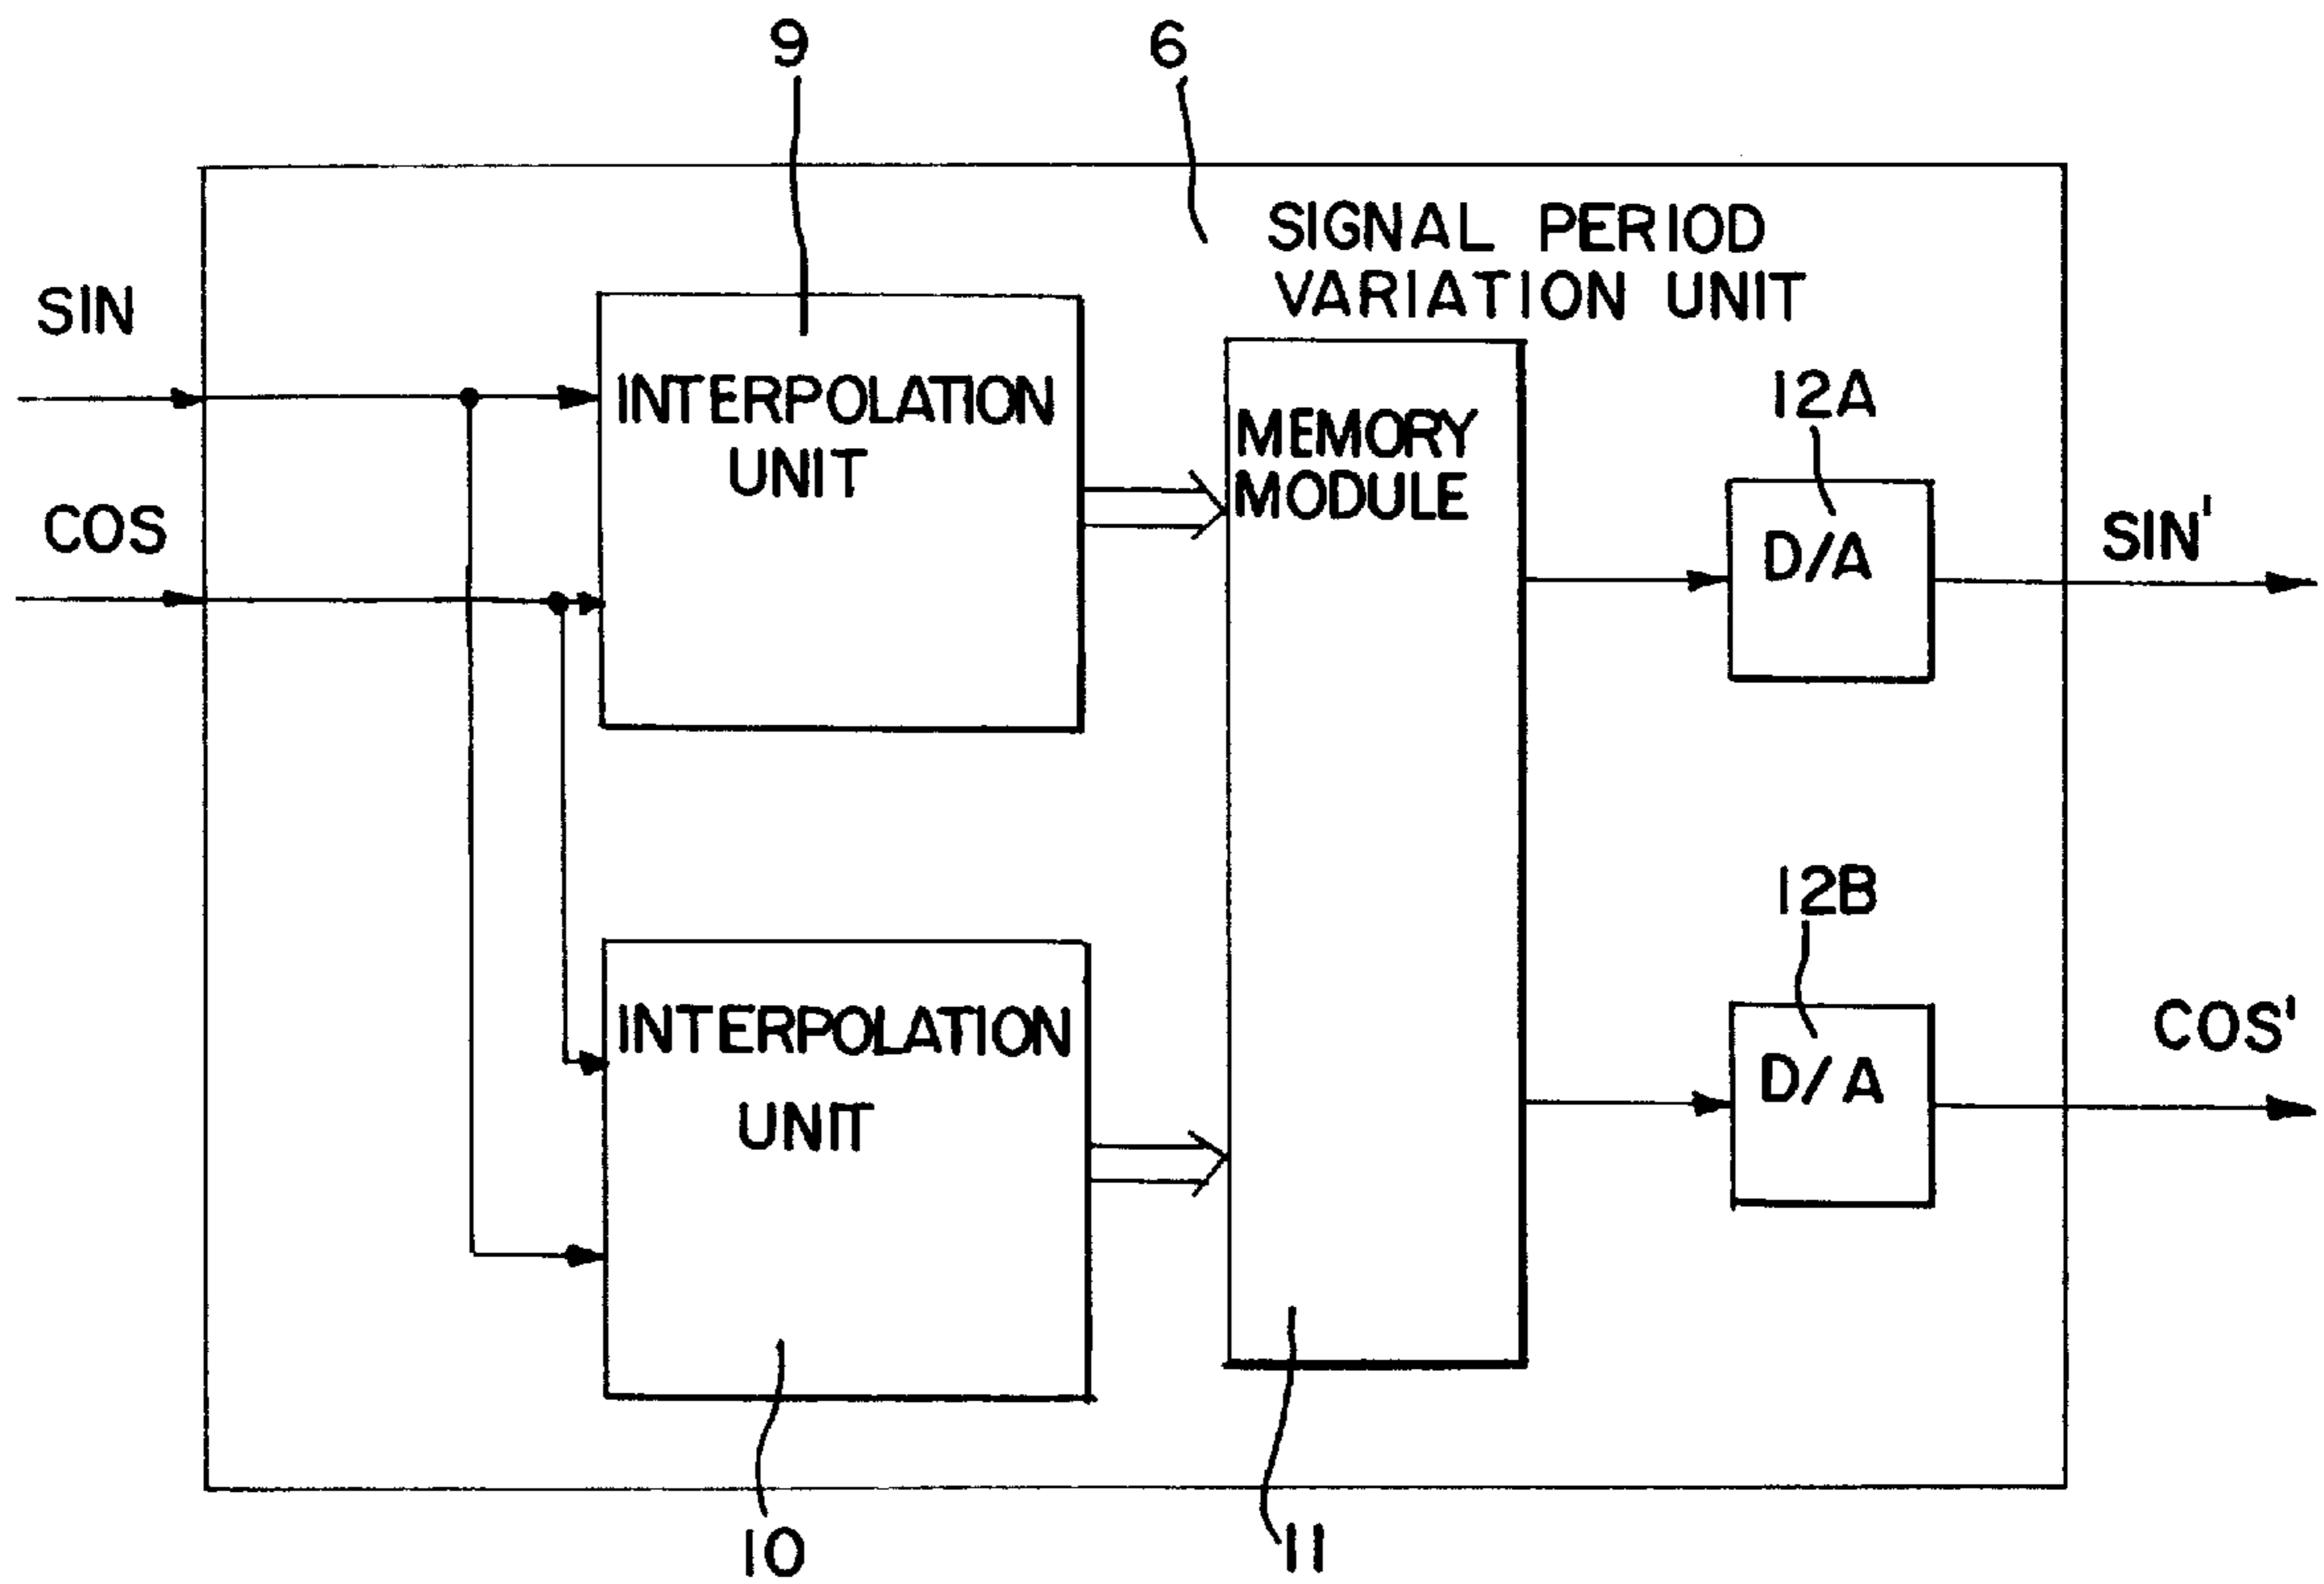 9
6
SIGNAL PERIOD
VARIATION UNIT
SIN
INTERPOLATION
UNIT
MEMORY
MODULE
12A
D/A
SIN'
COS
12B
D/A
COS'
INTERPOLATION
UNIT
10
11